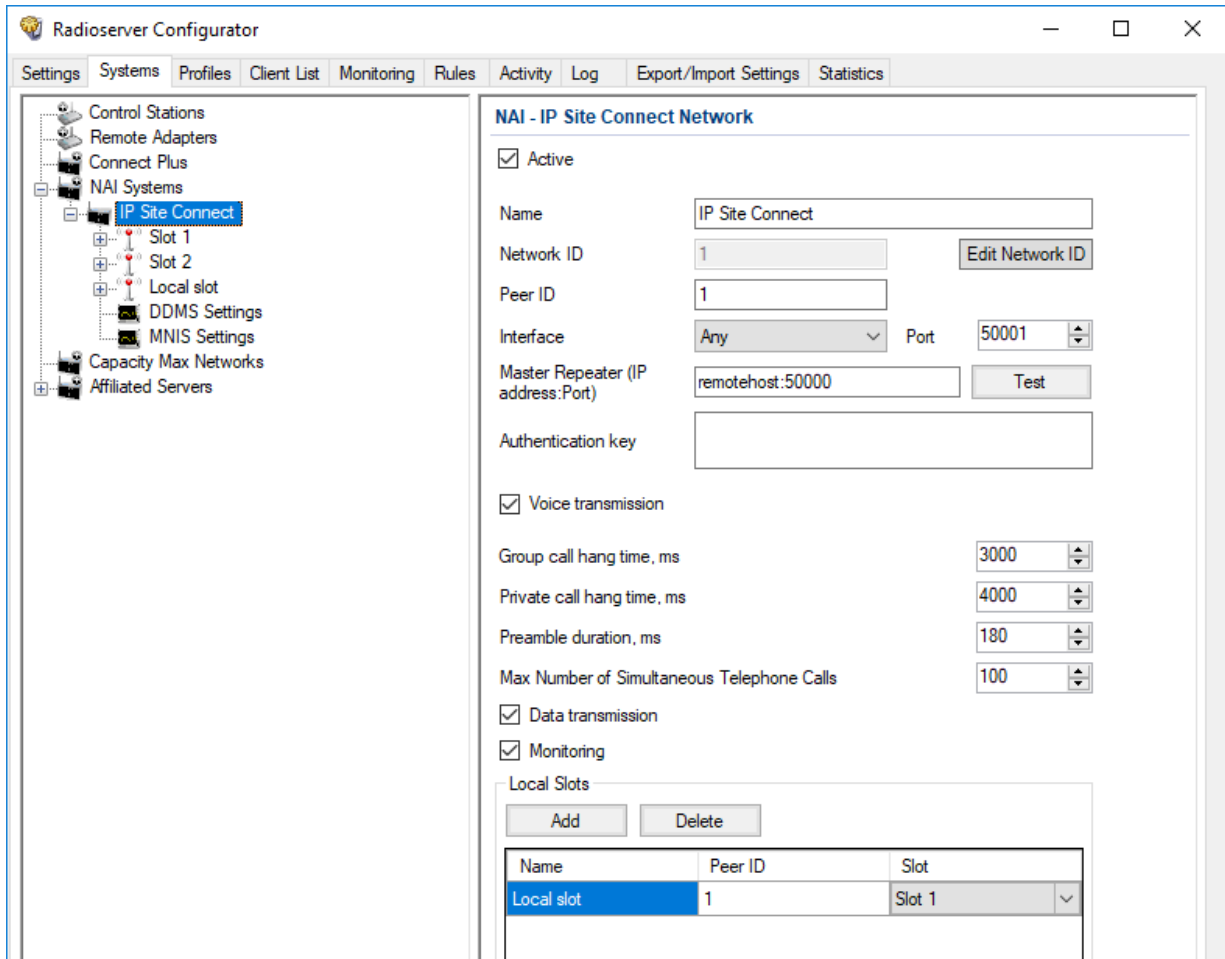 Radioserver Configurator
Settings Systems Profiles Client List Monitoring Rules Activity Log Export/Import Settings Statistics
Control Stations
Remote Adapters
Connect Plus
NAI Systems
IP Site Connect
Slot 1
Slot 2
Local slot
DDMS Settings
MNIS Settings
Capacity Max Networks
Affiliated Servers
NAI - IP Site Connect Network
Active
Name IP Site Connect
Network ID 1 Edit Network ID
Peer ID 1
Interface Any Port 50001
Master Repeater (IP
address:Port) remotehost:50000 Test
Authentication key
Voice transmission
Group call hang time, ms 3000
Private call hang time, ms 4000
Preamble duration, ms 180
Max Number of Simultaneous Telephone Calls 100
Data transmission
Monitoring
Local Slots
Add Delete
Name Peer ID Slot
Local slot 1 Slot 1